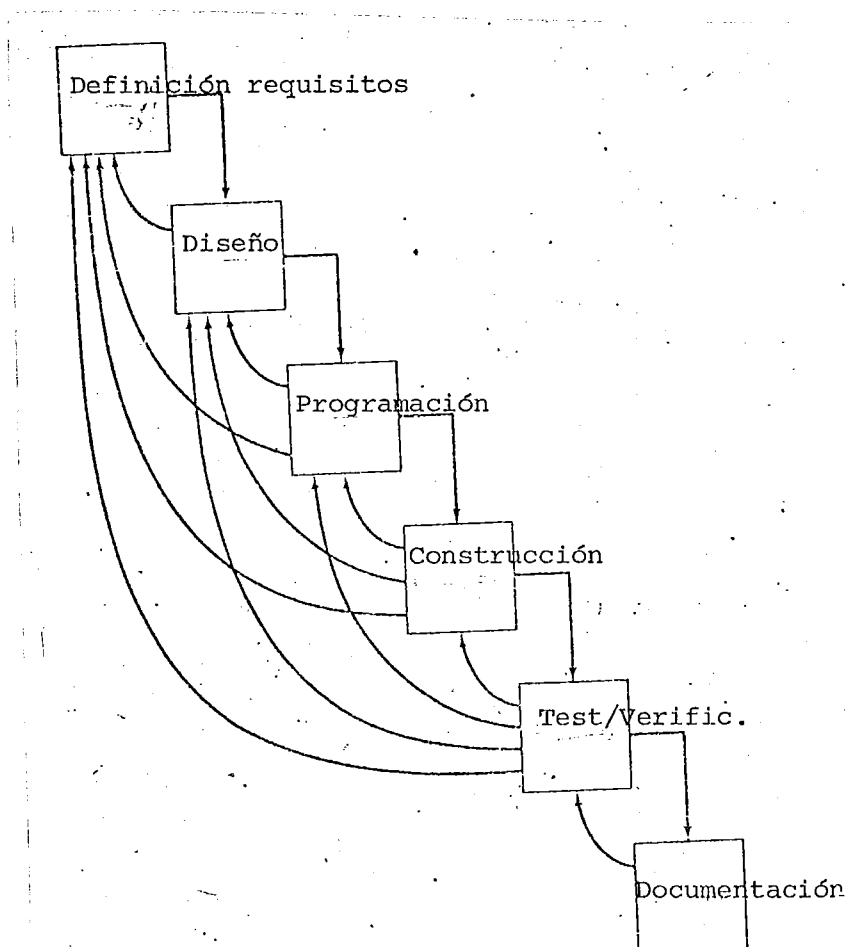 Definición requisitos
Diseño
Programación
Construcción
Test/Verific.
Documentación